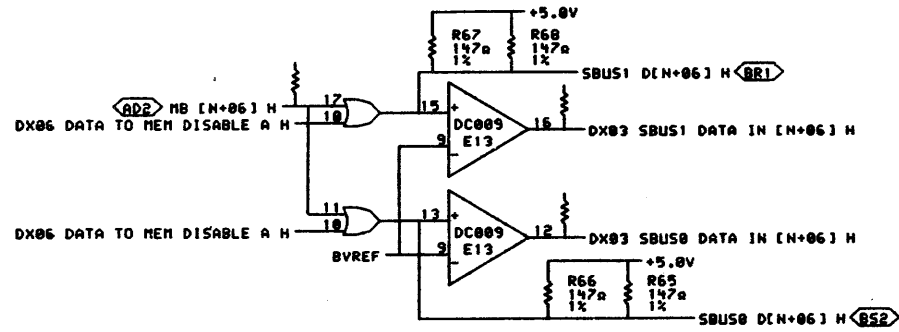 +5.0V
R67 R68
147Ω 147Ω
1% 1%
SBUS1 D[N+06] H BR1
AD2 MB [N+06] H 17
DX06 DATA TO MEM DISABLE A H 18
15 +
DC009 16
E13
9 -
DX03 SBUS1 DATA IN [N+06] H
11
DX06 DATA TO MEM DISABLE A H 10
13 +
DC009 12
E13
BVREF 9 -
DX03 SBUS0 DATA IN [N+06] H
+5.0V
R66 R65
147Ω 147Ω
1% 1%
SBUS0 D[N+06] H BS2